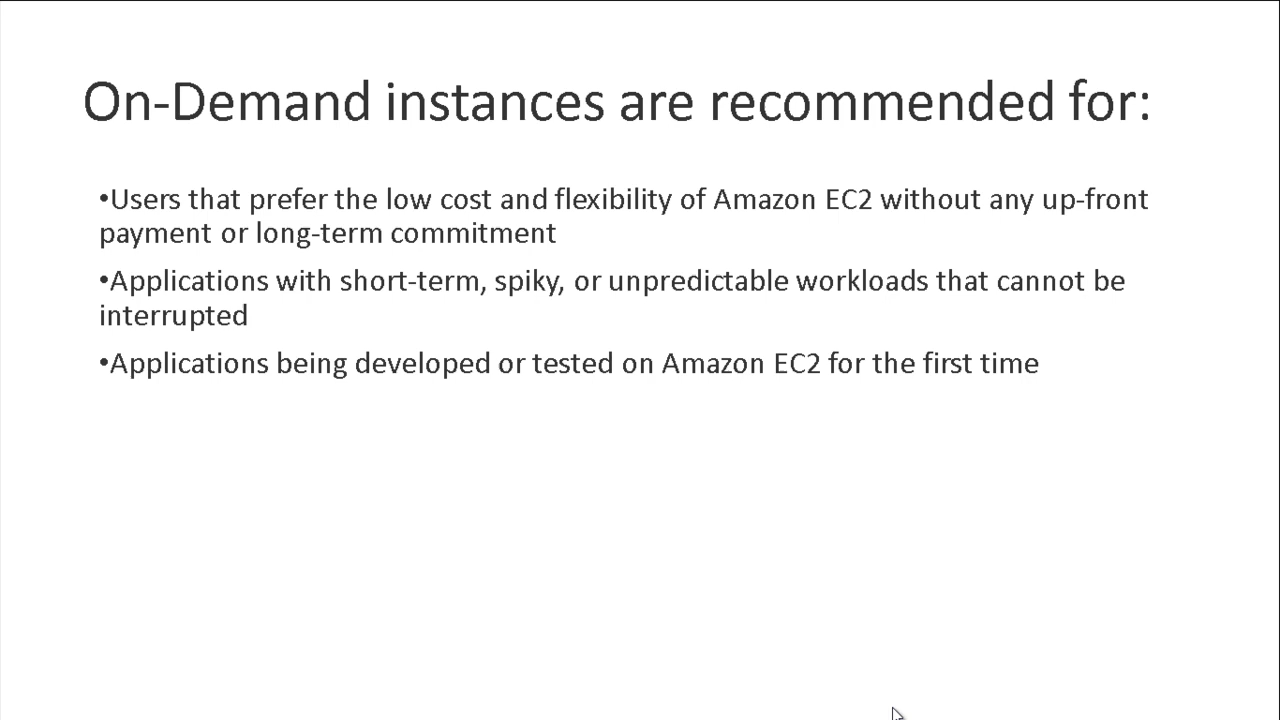 On-Demand instances are recommended for:
•Users that prefer the low cost and flexibility of Amazon EC2 without any up-front
payment or long-term commitment
•Applications with short-term, spiky, or unpredictable workloads that cannot be
interrupted
•Applications being developed or tested on Amazon EC2 for the first time